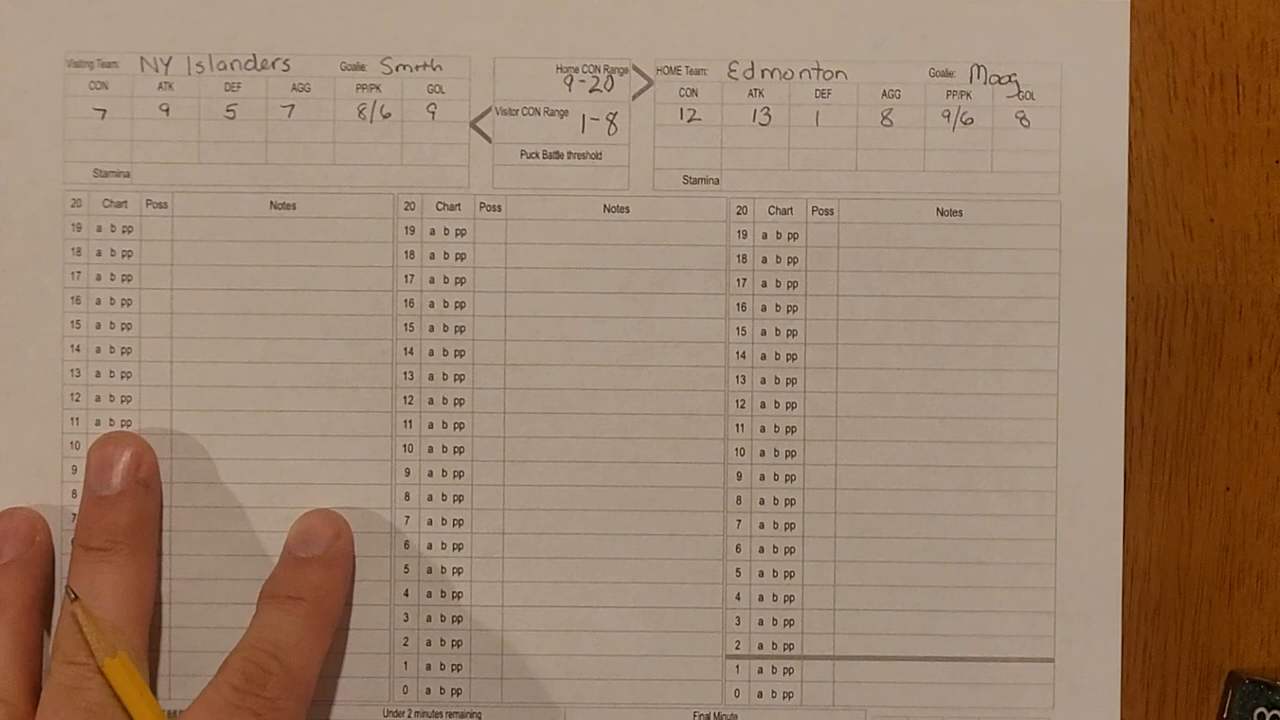 Visiting Team: NY Islanders Goalie: Smith
CON ATK DEF AGG PP/PK GOL
7 9 5 7 8/6 9
Stamina
Home CON Range
9-20
Visitor CON Range 1-8
Puck Battle threshold
HOME Team: Edmonton Goalie: Moog
CON ATK DEF AGG PP/PK GOL
12 13 1 8 9/6 8
Stamina
20 Chart Poss Notes
19 a b pp
18 a b pp
17 a b pp
16 a b pp
15 a b pp
14 a b pp
13 a b pp
12 a b pp
11 a b pp
10
9
8
7
20 Chart Poss Notes
19 a b pp
18 a b pp
17 a b pp
16 a b pp
15 a b pp
14 a b pp
13 a b pp
12 a b pp
11 a b pp
10 a b pp
9 a b pp
8 a b pp
7 a b pp
6 a b pp
5 a b pp
4 a b pp
3 a b pp
2 a b pp
1 a b pp
0 a b pp
20 Chart Poss Notes
19 a b pp
18 a b pp
17 a b pp
16 a b pp
15 a b pp
14 a b pp
13 a b pp
12 a b pp
11 a b pp
10 a b pp
9 a b pp
8 a b pp
7 a b pp
6 a b pp
5 a b pp
4 a b pp
3 a b pp
2 a b pp
1 a b pp
0 a b pp
Under 2 minutes remaining
Final Minute